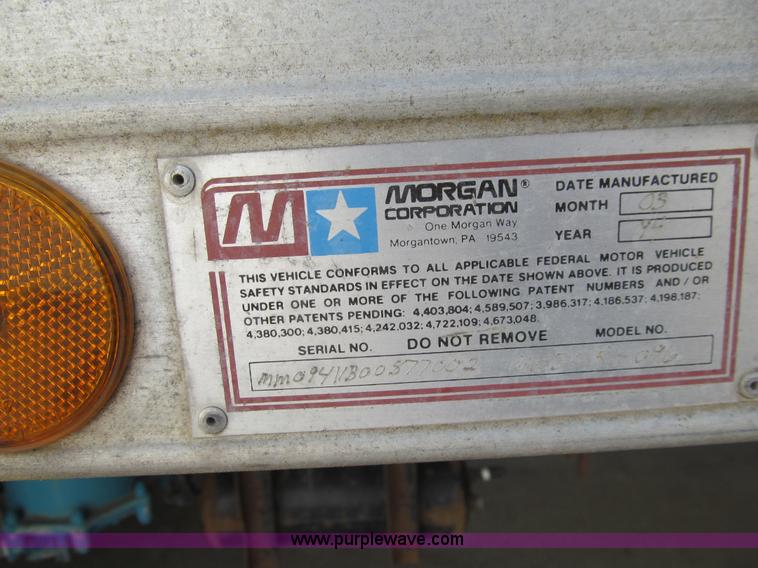 M
MORGAN®
CORPORATION
One Morgan Way
Morgantown, PA 19543
DATE MANUFACTURED
MONTH 03
YEAR 94
THIS VEHICLE CONFORMS TO ALL APPLICABLE FEDERAL MOTOR VEHICLE
SAFETY STANDARDS IN EFFECT ON THE DATE SHOWN ABOVE. IT IS PRODUCED
UNDER ONE OR MORE OF THE FOLLOWING PATENT NUMBERS AND / OR
OTHER PATENTS PENDING: 4,403,804; 4,589,507; 3,986,317; 4,186,537; 4,198,187;
4,380,300; 4,380,415; 4,242,032; 4,722,109; 4,673,048.
SERIAL NO. DO NOT REMOVE MODEL NO.
www.purplewave.com